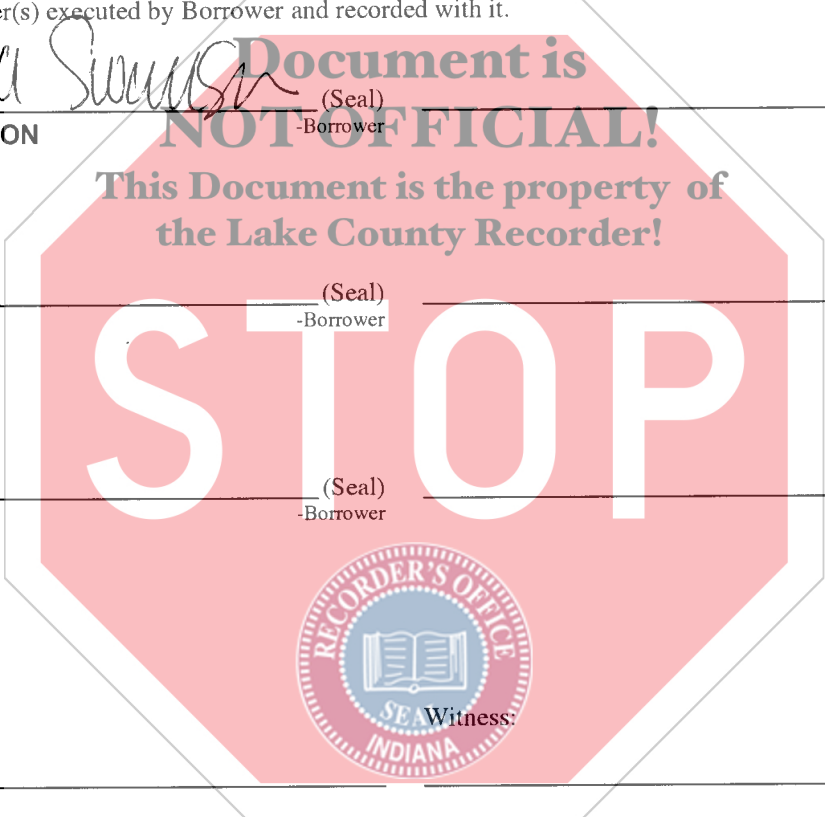 er(s) executed by Borrower and recorded with it.
Swanson
Document is
(Seal)
ON
NOT OFFICIAL!
-Borrower
This Document is the property of
the Lake County Recorder!
(Seal)
-Borrower
STOP
(Seal)
-Borrower
RECORDER'S OFFICE
SEAL
Witness:
INDIANA